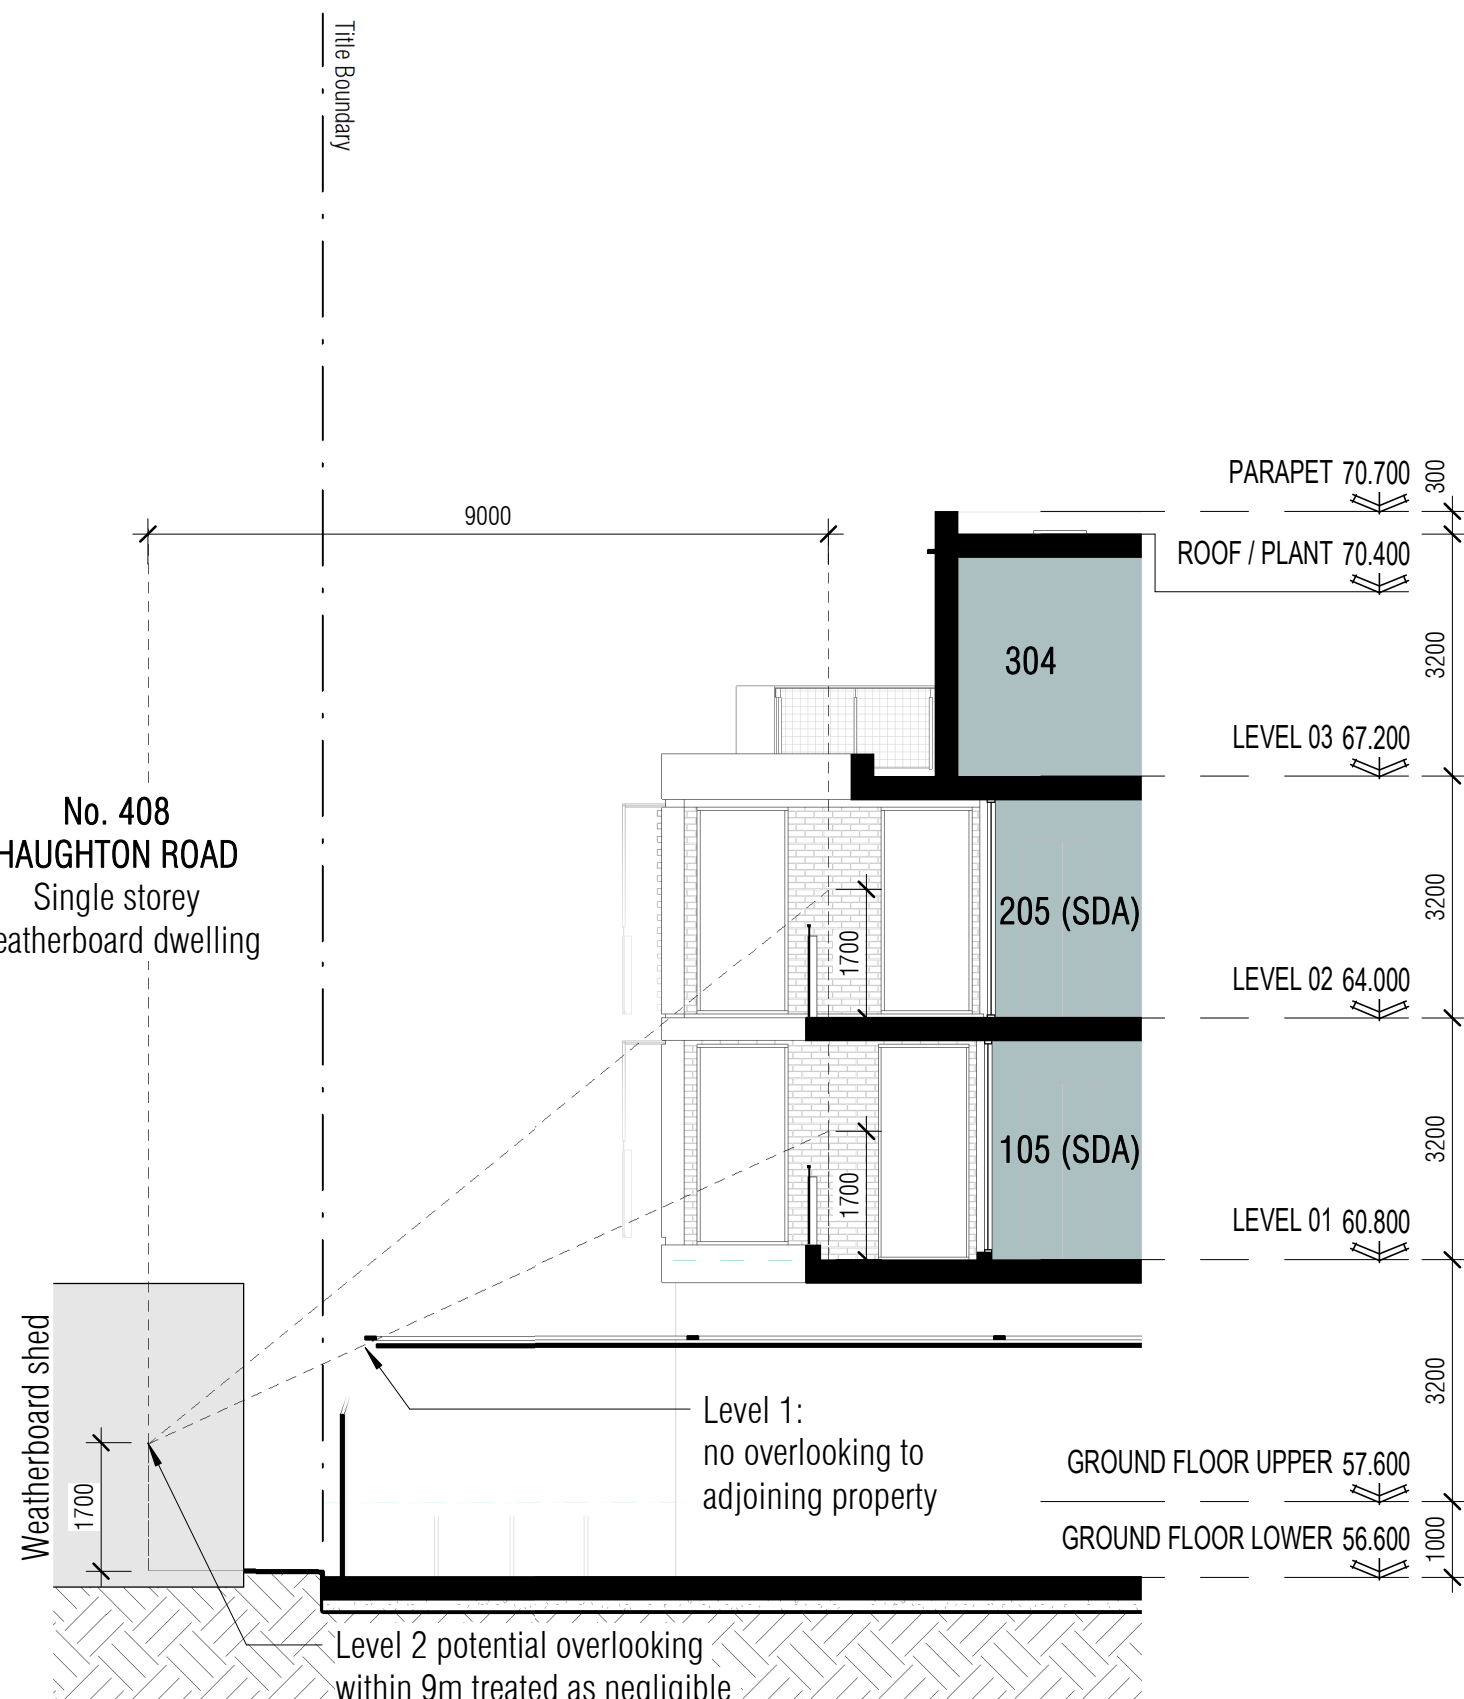 Title Boundary
PARAPET 70.700
300
9000
ROOF / PLANT 70.400
304
3200
LEVEL 03 67.200
No. 408
HAUGHTON ROAD
Single storey
eatherboard dwelling
205 (SDA)
1700
3200
LEVEL 02 64.000
105 (SDA)
1700
3200
LEVEL 01 60.800
Weatherboard shed
1700
3200
Level 1:
no overlooking to
adjoining property
GROUND FLOOR UPPER 57.600
GROUND FLOOR LOWER 56.600
1000
Level 2 potential overlooking
within 9m treated as negligible